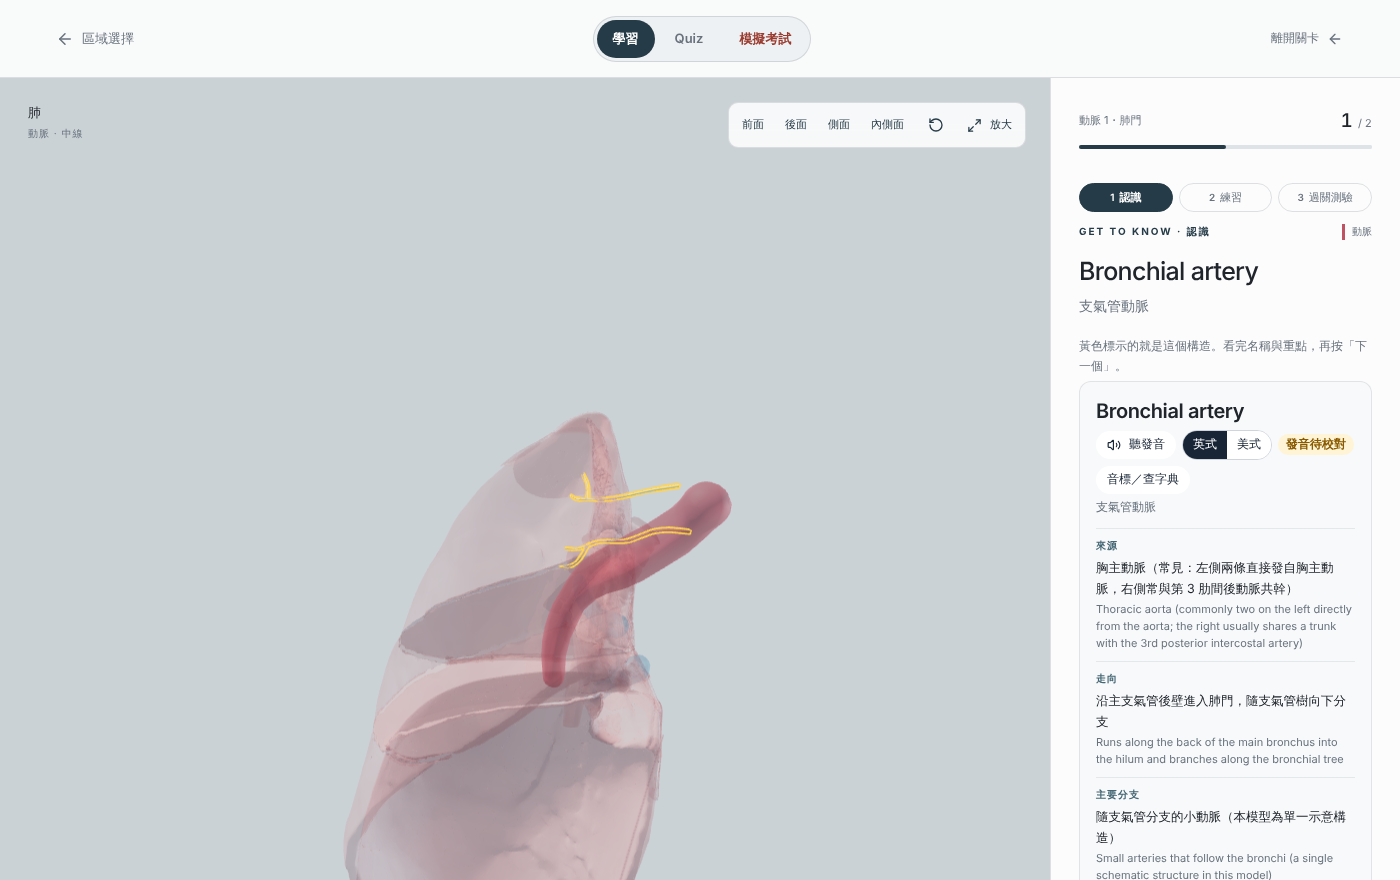 區域選擇
學習
Quiz
模擬考試
離開關卡
肺
動脈 · 中線
前面
後面
側面
內側面
放大
動脈 1 · 肺門
1 / 2
1 認識
2 練習
3 過關測驗
GET TO KNOW · 認識
動脈
Bronchial artery
支氣管動脈
黃色標示的就是這個構造。看完名稱與重點，再按「下
一個」。
Bronchial artery
聽發音
英式
美式
發音待校對
音標／查字典
支氣管動脈
來源
胸主動脈（常見：左側兩條直接發自胸主動
脈，右側常與第 3 肋間後動脈共幹）
Thoracic aorta (commonly two on the left directly
from the aorta; the right usually shares a trunk
with the 3rd posterior intercostal artery)
走向
沿主支氣管後壁進入肺門，隨支氣管樹向下分
支
Runs along the back of the main bronchus into
the hilum and branches along the bronchial tree
主要分支
隨支氣管分支的小動脈（本模型為單一示意構
造）
Small arteries that follow the bronchi (a single
schematic structure in this model)